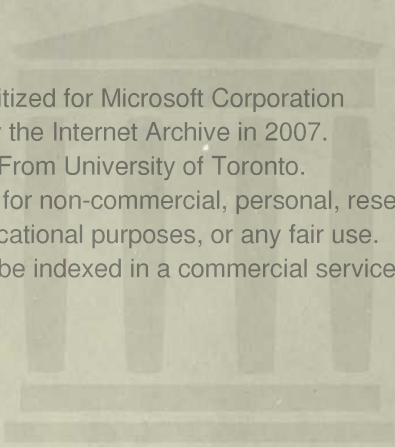 itized for Microsoft Corporation
r the Internet Archive in 2007.
From University of Toronto.
for non-commercial, personal, rese
cational purposes, or any fair use.
be indexed in a commercial service